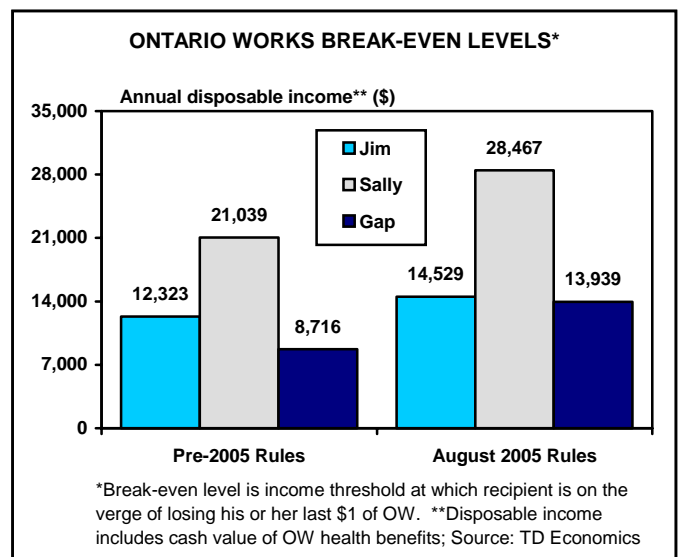 ONTARIO WORKS BREAK-EVEN LEVELS*
Annual disposable income** ($)
35,000
28,000
21,000
14,000
7,000
0
Jim
Sally
Gap
12,323
21,039
8,716
14,529
28,467
13,939
Pre-2005 Rules
August 2005 Rules
*Break-even level is income threshold at which recipient is on the
verge of losing his or her last $1 of OW.  **Disposable income
includes cash value of OW health benefits; Source: TD Economics